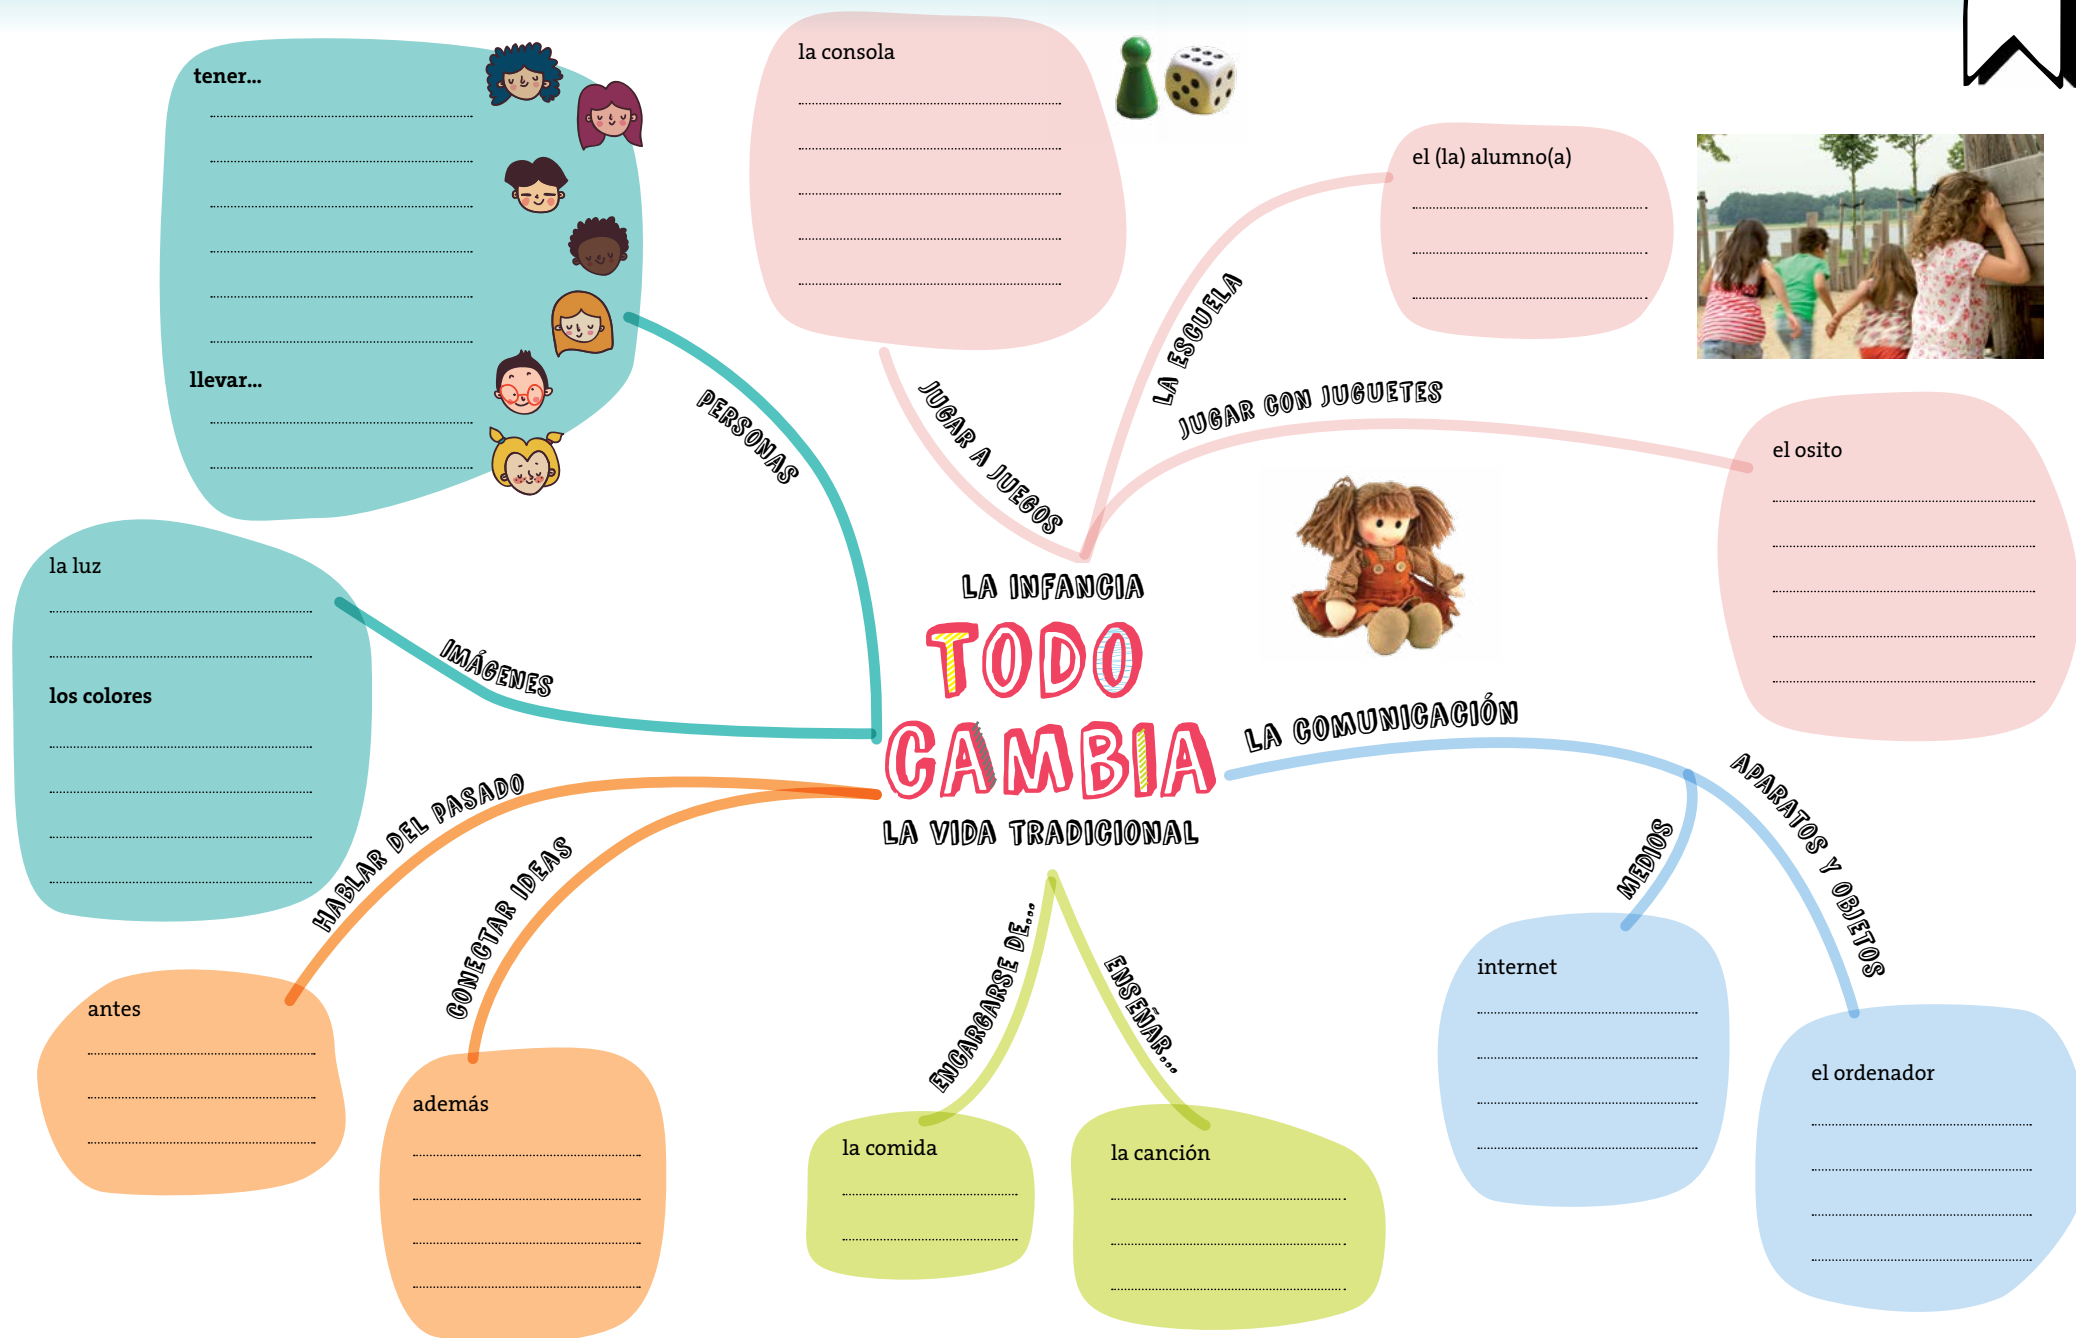 tener...
llevar...
PERSONAS
la consola
JUGAR A JUEGOS
el (la) alumno(a)
LA ESCUELA
JUGAR CON JUGUETES
el osito
la luz
los colores
IMÁGENES
LA INFANCIA
TODO
CAMBIA
LA VIDA TRADICIONAL
LA COMUNICACIÓN
MEDIOS
APARATOS Y OBJETOS
internet
el ordenador
HABLAR DEL PASADO
antes
CONECTAR IDEAS
además
ENCARGARSE DE...
la comida
ENSEÑAR...
la canción